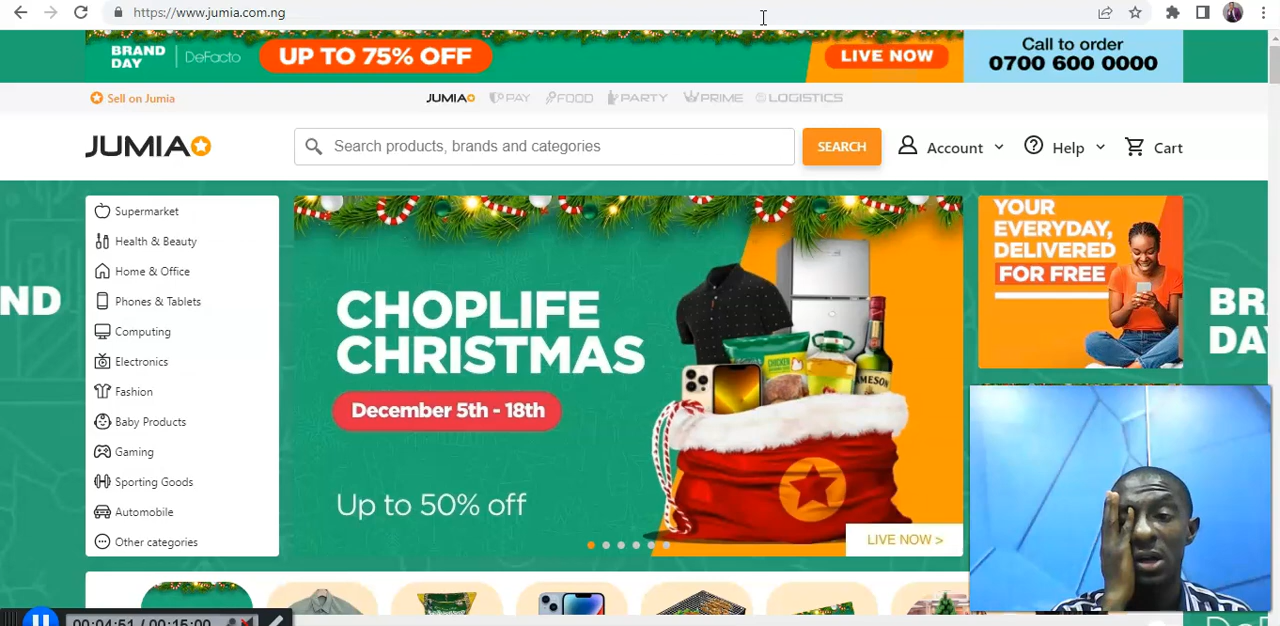 https://www.jumia.com.ng
BRAND DAY
DeFacto
UP TO 75% OFF
LIVE NOW
Call to order
0700 600 0000
Sell on Jumia
JUMIA
PAY
FOOD
PARTY
PRIME
LOGISTICS
JUMIA
Search products, brands and categories
SEARCH
Account
Help
Cart
Supermarket
Health & Beauty
Home & Office
Phones & Tablets
Computing
Electronics
Fashion
Baby Products
Gaming
Sporting Goods
Automobile
Other categories
CHOPLIFE
CHRISTMAS
December 5th - 18th
Up to 50% off
CHICKEN
JAMESON
LIVE NOW >
YOUR
EVERYDAY,
DELIVERED
FOR FREE
ND
BR
DA
00:04:51 / 00:15:00